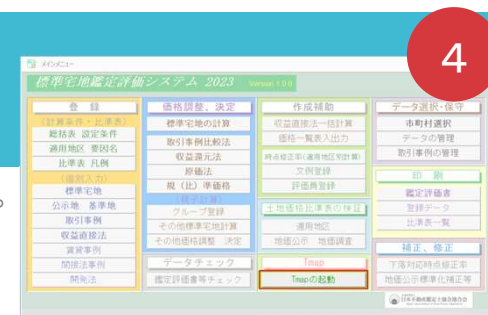 4
メインメニュー
標準宅地鑑定評価システム 2023 Version 1.0.0
登 録
(計算条件・比準表)
総括表 設定条件
適用地区 要因名
比準表 凡例
(個別入力)
標準宅地
公示地 基準地
取引事例
収益直接法
賃貸事例
間接法事例
開発法
価格調整、決定
標準宅地の計算
取引事例比較法
収益還元法
原価法
規(比)準価格
グループ登録
その他標準宅地計算
その他価格調整 決定
データチェック
鑑定評価書等チェック
作成補助
収益直接法一括計算
価格一覧表入出力
時点修正率(適用地区別計算)
文例登録
評価員登録
土地価格比準表の検証
適用地区
地価公示 地価調査
Tmap
Tmapの起動
データ選択・保守
市町村選択
データの管理
取引事例の管理
印 刷
鑑定評価書
登録データ
比準表一覧
補正、修正
下落対応時点修正率
地価公示標準化補正等
日本不動産鑑定士協会連合会